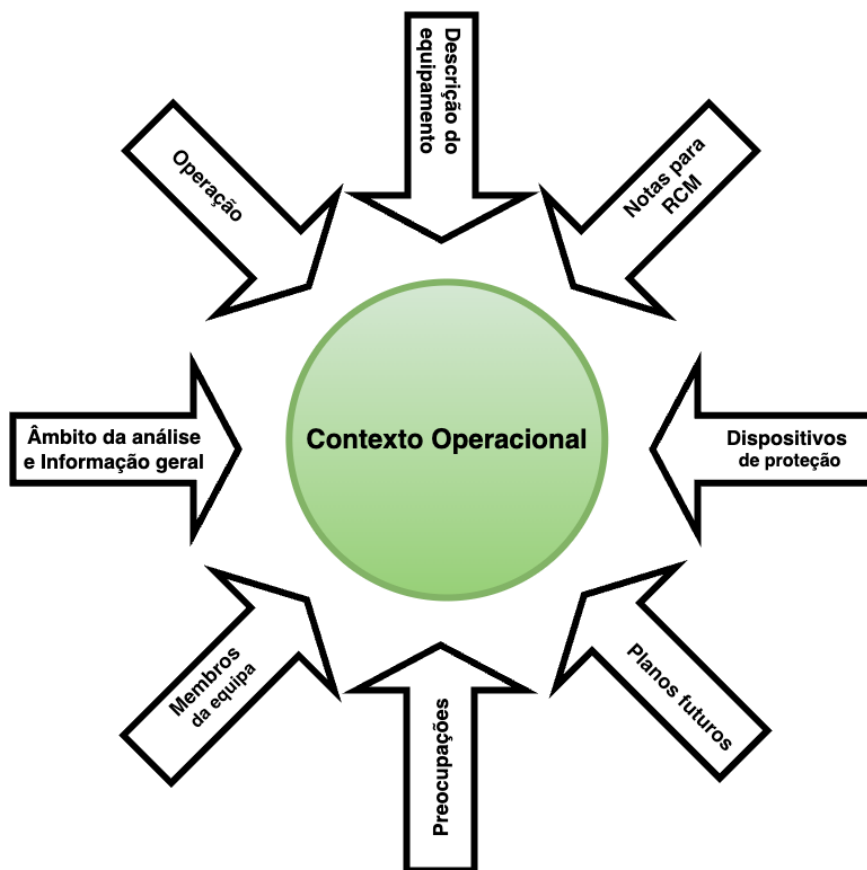 Descrição do
equipamento
Operação
Notas para
RCM
Âmbito da análise
e Informação geral
Contexto Operacional
Dispositivos
de proteção
Membros
da equipa
Preocupações
Planos futuros